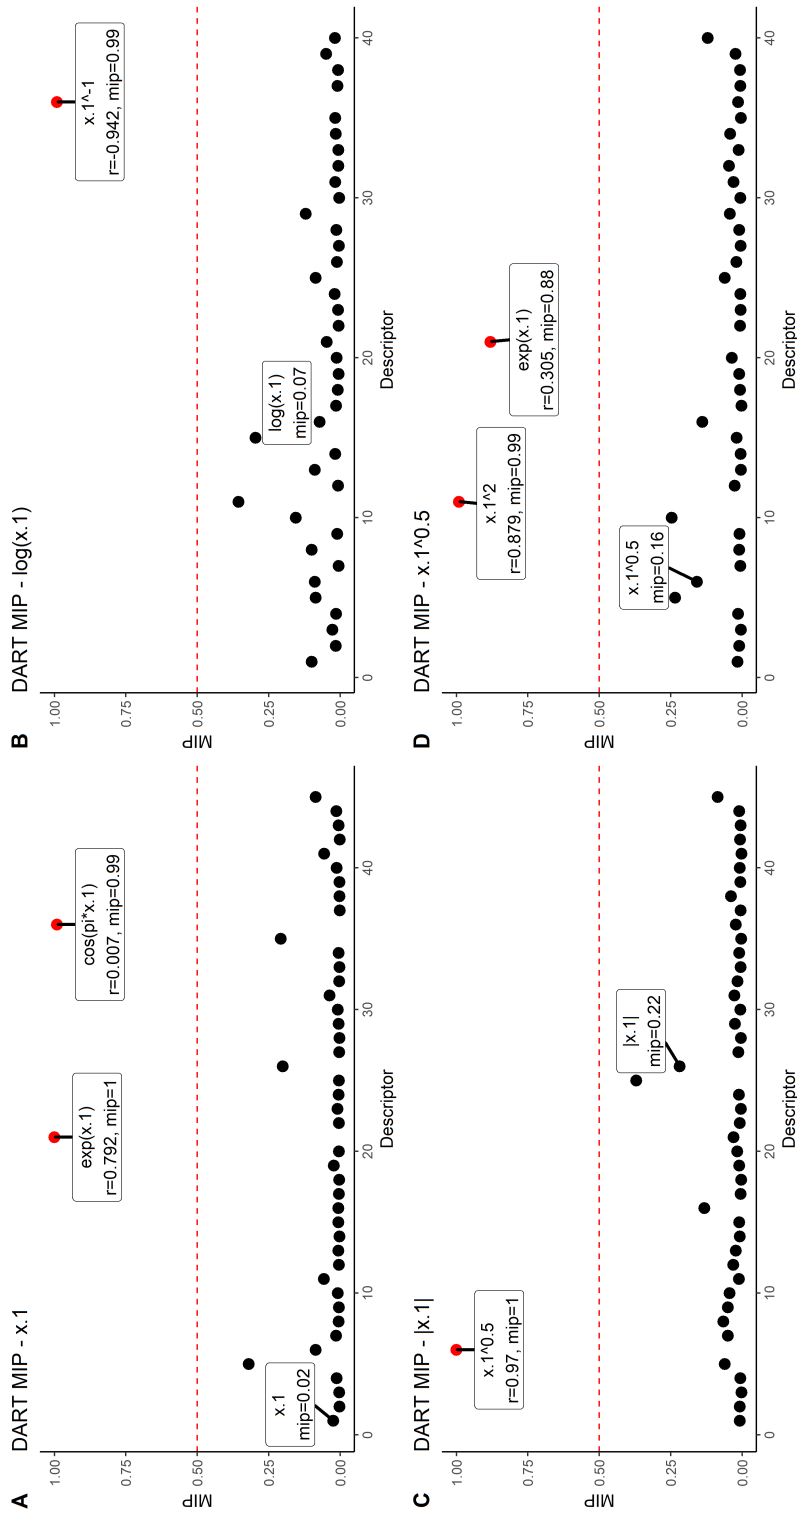 A
DART MIP - x.1
1.00
0.75
0.50
0.25
0.00
MIP
x.1
mip=0.02
exp(x.1)
r=0.792, mip=1
cos(pi*x.1)
r=0.007, mip=0.99
0
10
20
30
40
Descriptor
B
DART MIP - log(x.1)
1.00
0.75
0.50
0.25
0.00
MIP
log(x.1)
mip=0.07
x.1^-1
r=-0.942, mip=0.99
0
10
20
30
40
Descriptor
C
DART MIP - |x.1|
1.00
0.75
0.50
0.25
0.00
MIP
x.1^0.5
r=0.97, mip=1
|x.1|
mip=0.22
0
10
20
30
40
Descriptor
D
DART MIP - x.1^0.5
1.00
0.75
0.50
0.25
0.00
MIP
x.1^0.5
mip=0.16
x.1^2
r=0.879, mip=0.99
exp(x.1)
r=0.305, mip=0.88
0
10
20
30
40
Descriptor